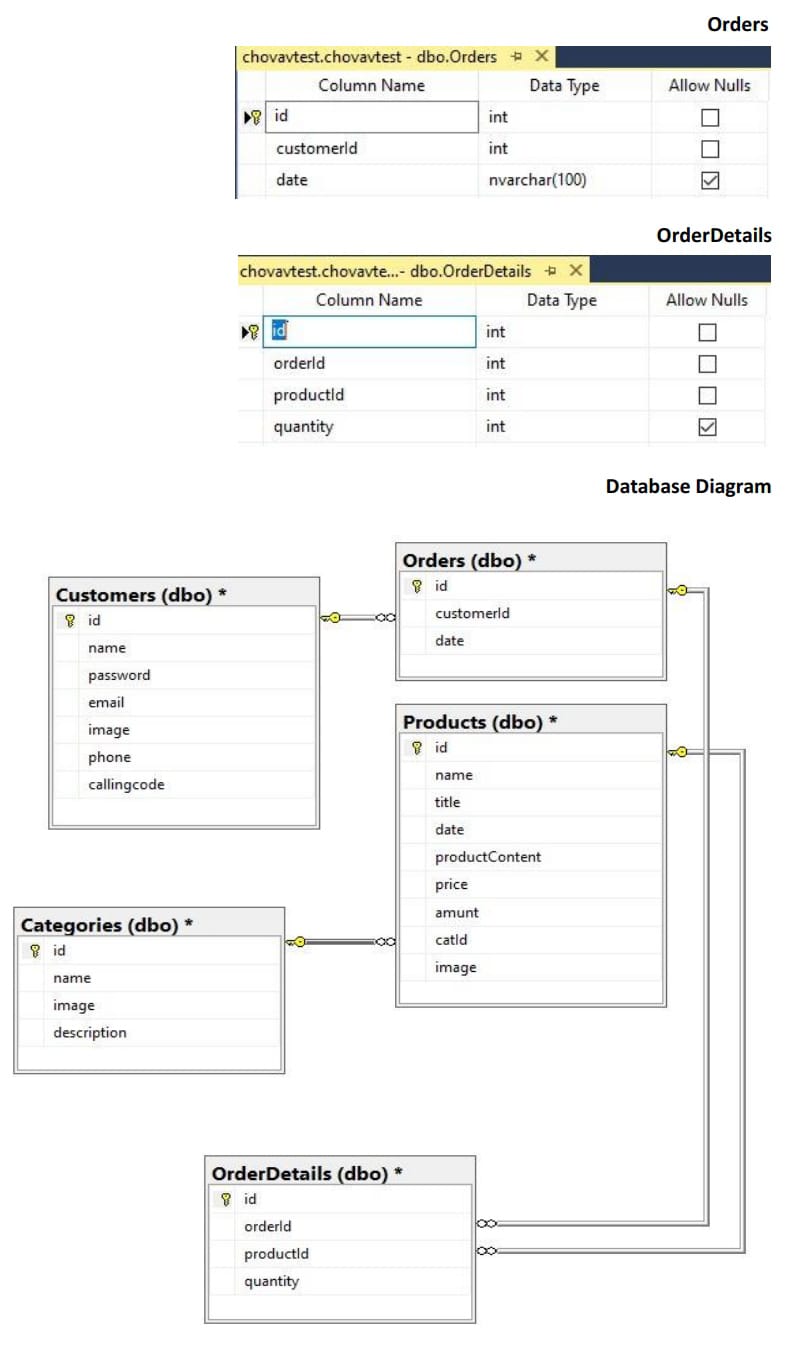 Orders
chovavtest.chovavtest - dbo.Orders
Column Name Data Type Allow Nulls
id int
customerId int
date nvarchar(100)
OrderDetails
chovavtest.chovavte...- dbo.OrderDetails
Column Name Data Type Allow Nulls
id int
orderId int
productId int
quantity int
Database Diagram
Customers (dbo) *
id
name
password
email
image
phone
callingcode
Orders (dbo) *
id
customerId
date
Products (dbo) *
id
name
title
date
productContent
price
amunt
catId
image
Categories (dbo) *
id
name
image
description
OrderDetails (dbo) *
id
orderId
productId
quantity